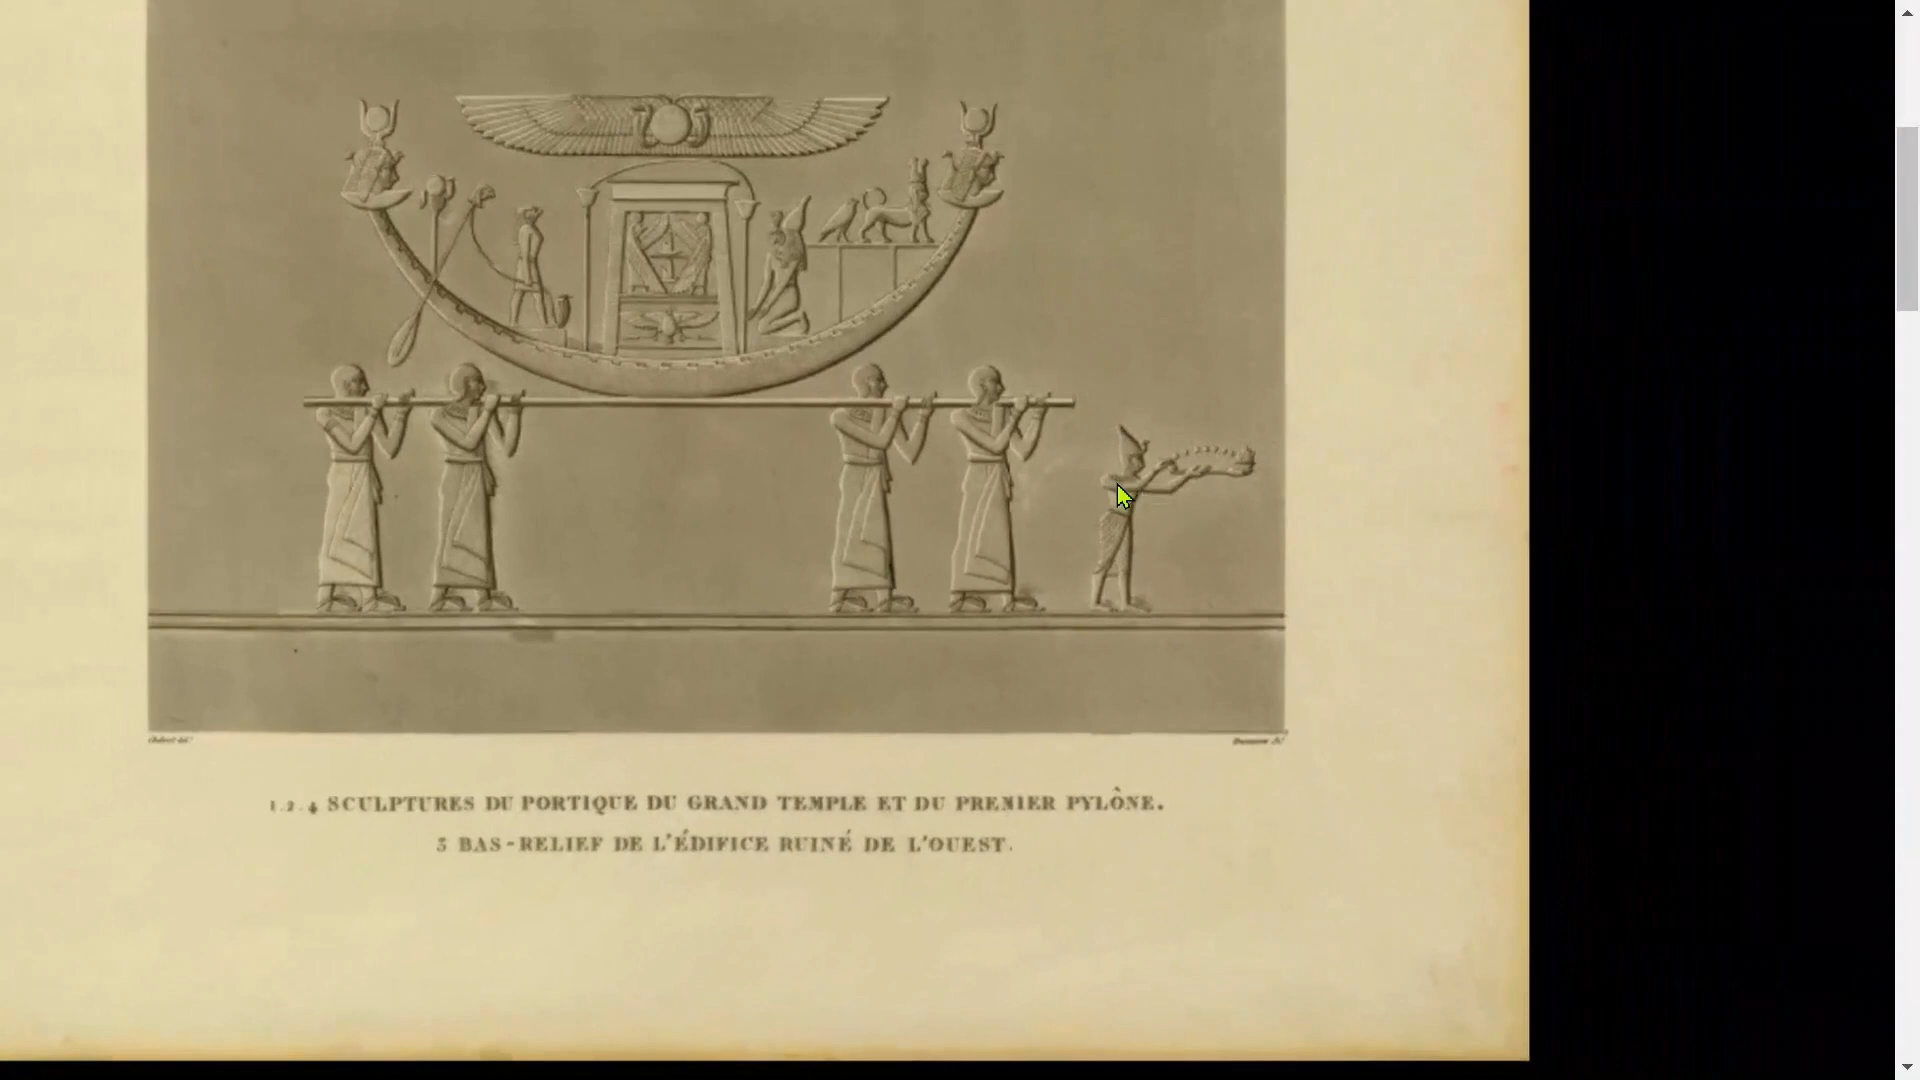 1.2.4 SCULPTURES DU PORTIQUE DU GRAND TEMPLE ET DU PREMIER PYLÔNE.
3 BAS-RELIEF DE L'ÉDIFICE RUINÉ DE L'OUEST.